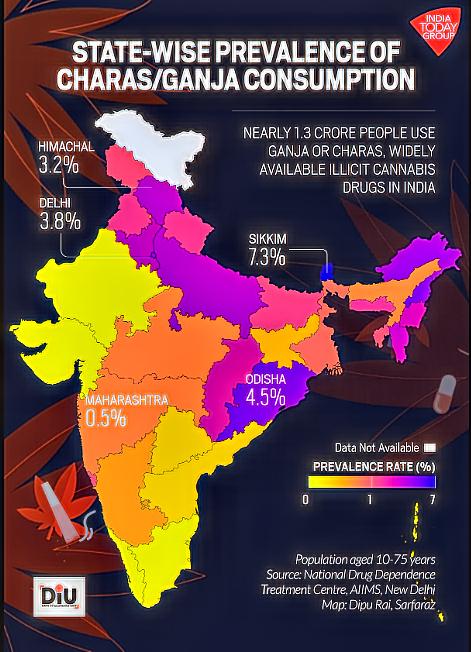 INDIA
TODAY
GROUP
STATE-WISE PREVALENCE OF
CHARAS/GANJA CONSUMPTION
NEARLY 1.3 CRORE PEOPLE USE
GANJA OR CHARAS, WIDELY
AVAILABLE ILLICIT CANNABIS
DRUGS IN INDIA
HIMACHAL
3.2%
DELHI
3.8%
SIKKIM
7.3%
ODISHA
4.5%
MAHARASHTRA
0.5%
Data Not Available
PREVALENCE RATE (%)
0 1 7
Population aged 10-75 years
Source: National Drug Dependence
Treatment Centre, AIIMS, New Delhi
Map: Dipu Rai, Sarfaraz
DiU